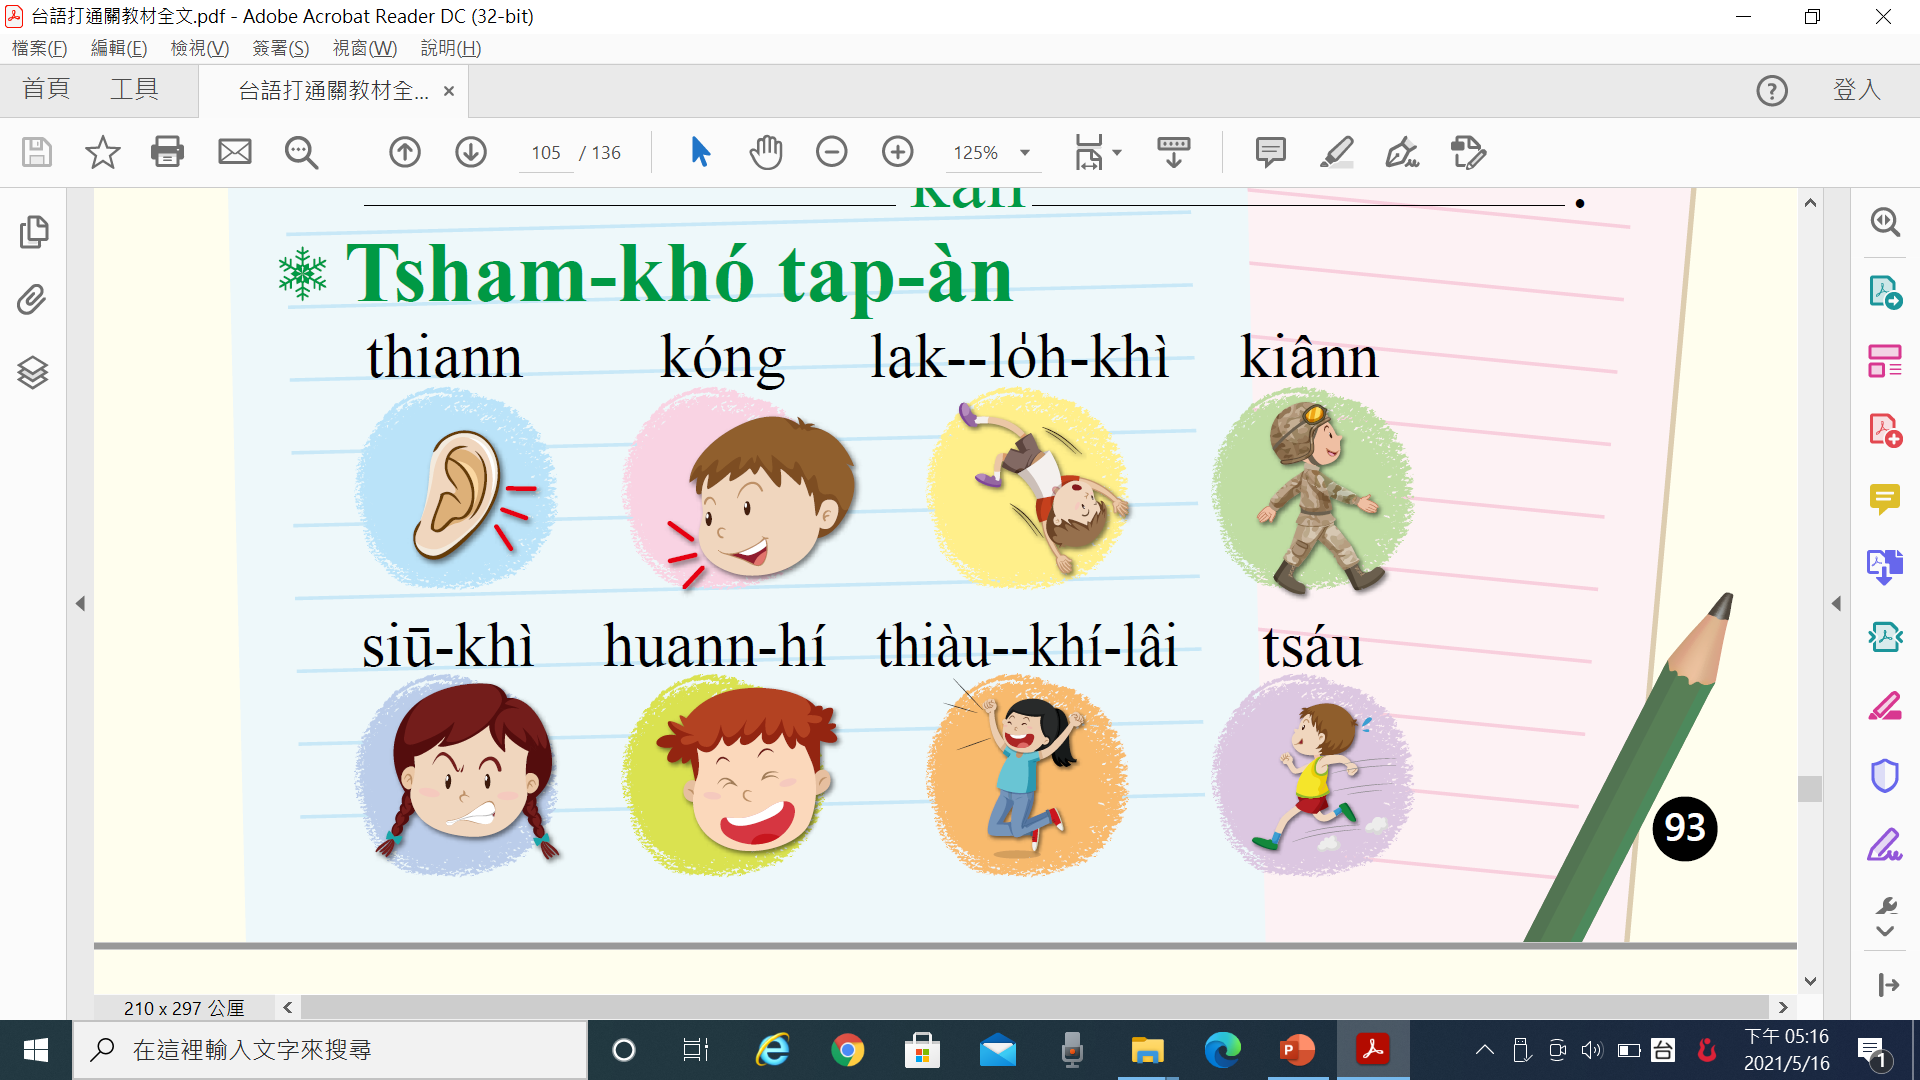 台語打通關教材全文.pdf - Adobe Acrobat Reader DC (32-bit)
檔案(F) 編輯(E) 檢視(V) 簽署(S) 視窗(W) 說明(H)
首頁 工具 台語打通關教材全... × 登入
105 / 136 125%
kan .
Tsham-khó tap-àn
thiann kóng lak--lo̍h-khì kiânn
siū-khì huann-hí thiàu--khí-lâi tsáu
93
210 x 297 公厘
在這裡輸入文字來搜尋
台
下午 05:16
2021/5/16
1